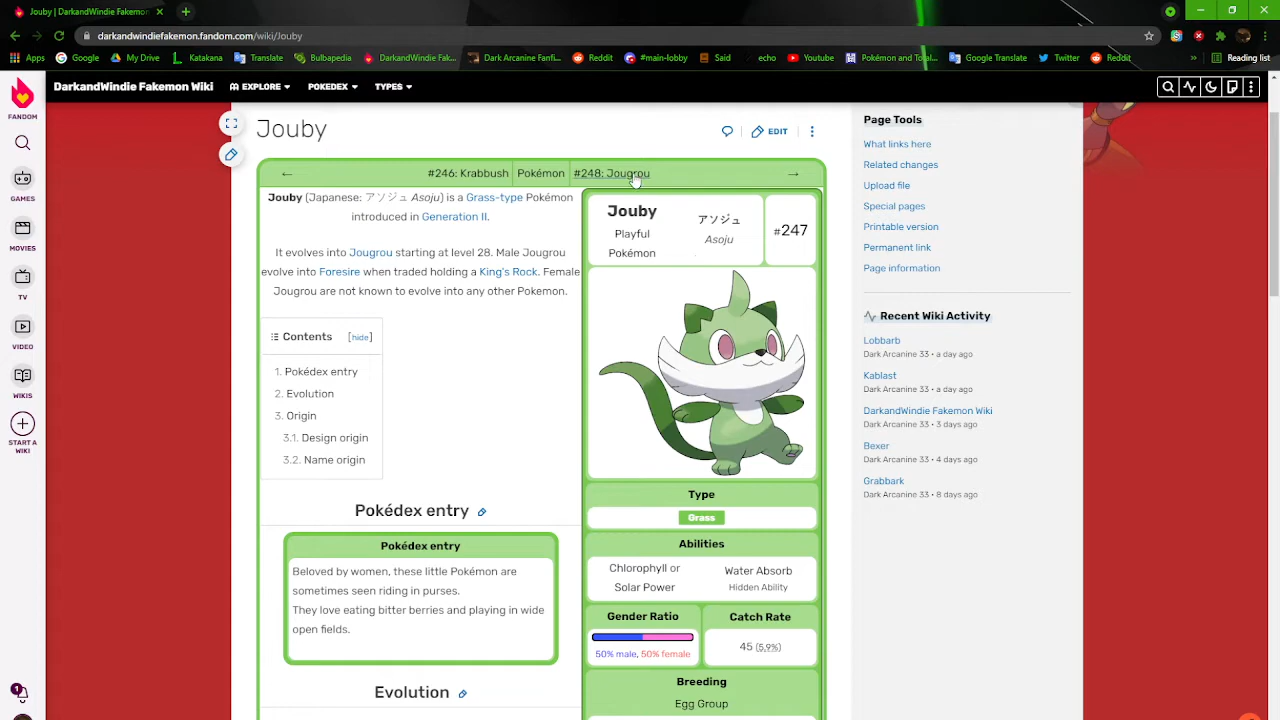 Jouby | DarkandWindie Fakemon
darkandwindiefakemon.fandom.com/wiki/Jouby
Apps
Google
My Drive
Katakana
Translate
Bulbapedia
DarkandWindie Fak...
Dark Arcanine Fanfi...
Reddit
#main-lobby
Said
echo
Youtube
Pokémon and Total...
Google Translate
Twitter
Reddit
»
Reading list
DarkandWindie Fakemon Wiki
EXPLORE
POKEDEX
TYPES
FANDOM
GAMES
MOVIES
TV
VIDEO
WIKIS
START A
WIKI
1
Jouby
EDIT
← #246: Krabbush Pokémon #248: Jougrou →
Jouby (Japanese: アソジュ Asoju) is a Grass-type Pokémon
introduced in Generation II.
It evolves into Jougrou starting at level 28. Male Jougrou
evolve into Foresire when traded holding a King's Rock. Female
Jougrou are not known to evolve into any other Pokemon.
Contents [hide]
1. Pokédex entry
2. Evolution
3. Origin
3.1. Design origin
3.2. Name origin
Pokédex entry
Pokédex entry
Beloved by women, these little Pokémon are
sometimes seen riding in purses.
They love eating bitter berries and playing in wide
open fields.
Evolution
Jouby
Playful
Pokémon
アソジュ
Asoju
#247
Type
Grass
Abilities
Chlorophyll or
Solar Power
Water Absorb
Hidden Ability
Gender Ratio
50% male, 50% female
Catch Rate
45 (5.9%)
Breeding
Egg Group
Page Tools
What links here
Related changes
Upload file
Special pages
Printable version
Permanent link
Page information
Recent Wiki Activity
Lobbarb
Dark Arcanine 33 • a day ago
Kablast
Dark Arcanine 33 • a day ago
DarkandWindie Fakemon Wiki
Dark Arcanine 33 • 3 days ago
Bexer
Dark Arcanine 33 • 4 days ago
Grabbark
Dark Arcanine 33 • 8 days ago